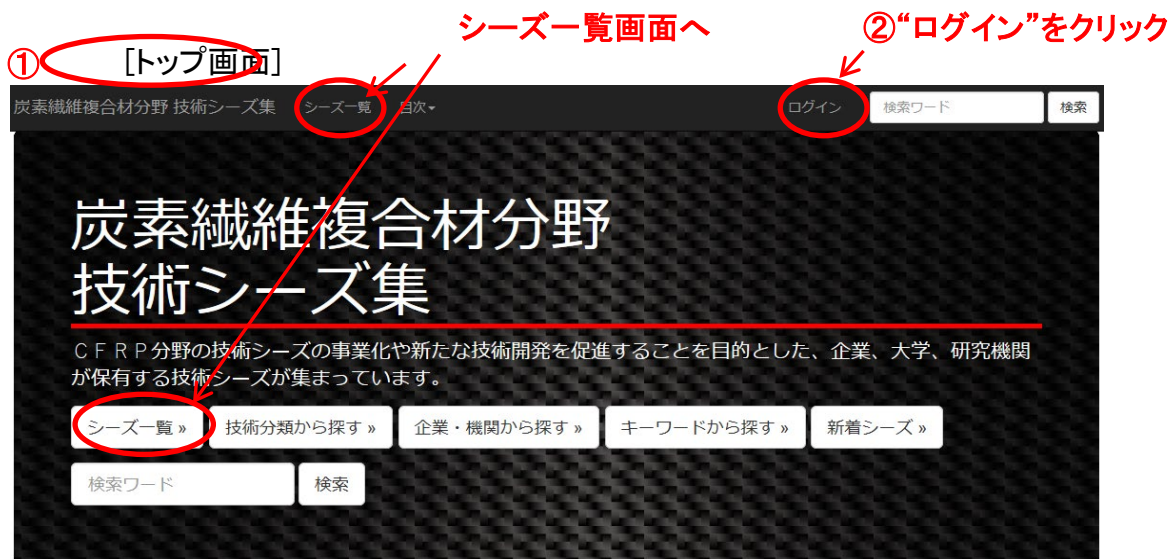 シーズ一覧画面へ
②“ログイン”をクリック
① [トップ画面]
炭素繊維複合材分野 技術シーズ集 シーズ一覧 目次 ログイン 検索ワード 検索
炭素繊維複合材分野
技術シーズ集
ＣＦＲＰ分野の技術シーズの事業化や新たな技術開発を促進することを目的とした、企業、大学、研究機関
が保有する技術シーズが集まっています。
シーズ一覧 » 技術分類から探す » 企業・機関から探す » キーワードから探す » 新着シーズ »
検索ワード 検索